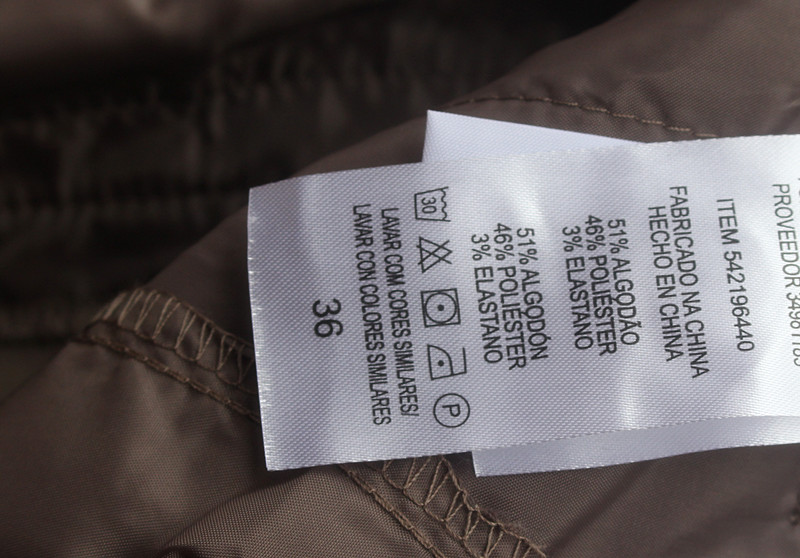 PROVEEDOR
ITEM 542196440
FABRICADO NA CHINA
HECHO EN CHINA
51% ALGODÃO
46% POLIÉSTER
3% ELASTANO
51% ALGODÓN
46% POLIÉSTER
3% ELASTANO
30
P
LAVAR COM CORES SIMILARES/
LAVAR CON COLORES SIMILARES
36